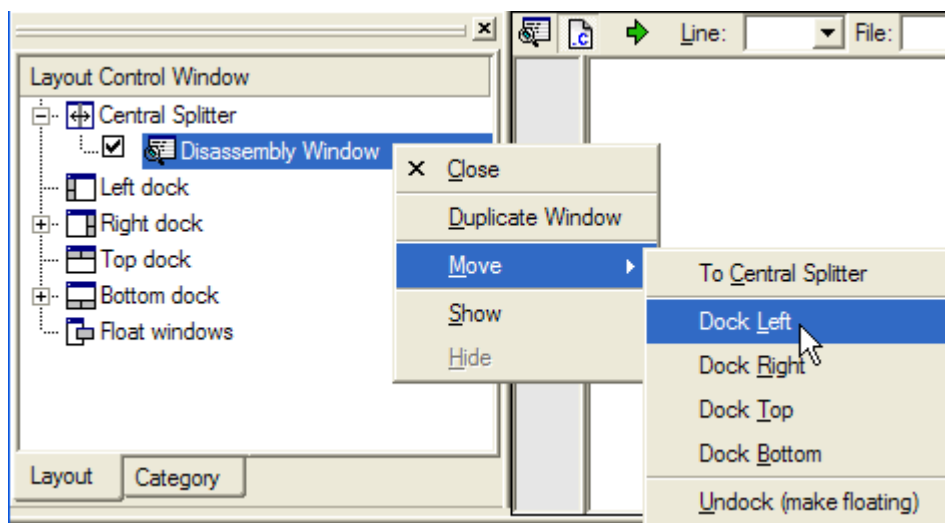 Line:
File:
Layout Control Window
Central Splitter
Disassembly Window
Left dock
Right dock
Top dock
Bottom dock
Float windows
Layout
Category
Close
Duplicate Window
Move
Show
Hide
To Central Splitter
Dock Left
Dock Right
Dock Top
Dock Bottom
Undock (make floating)
.c